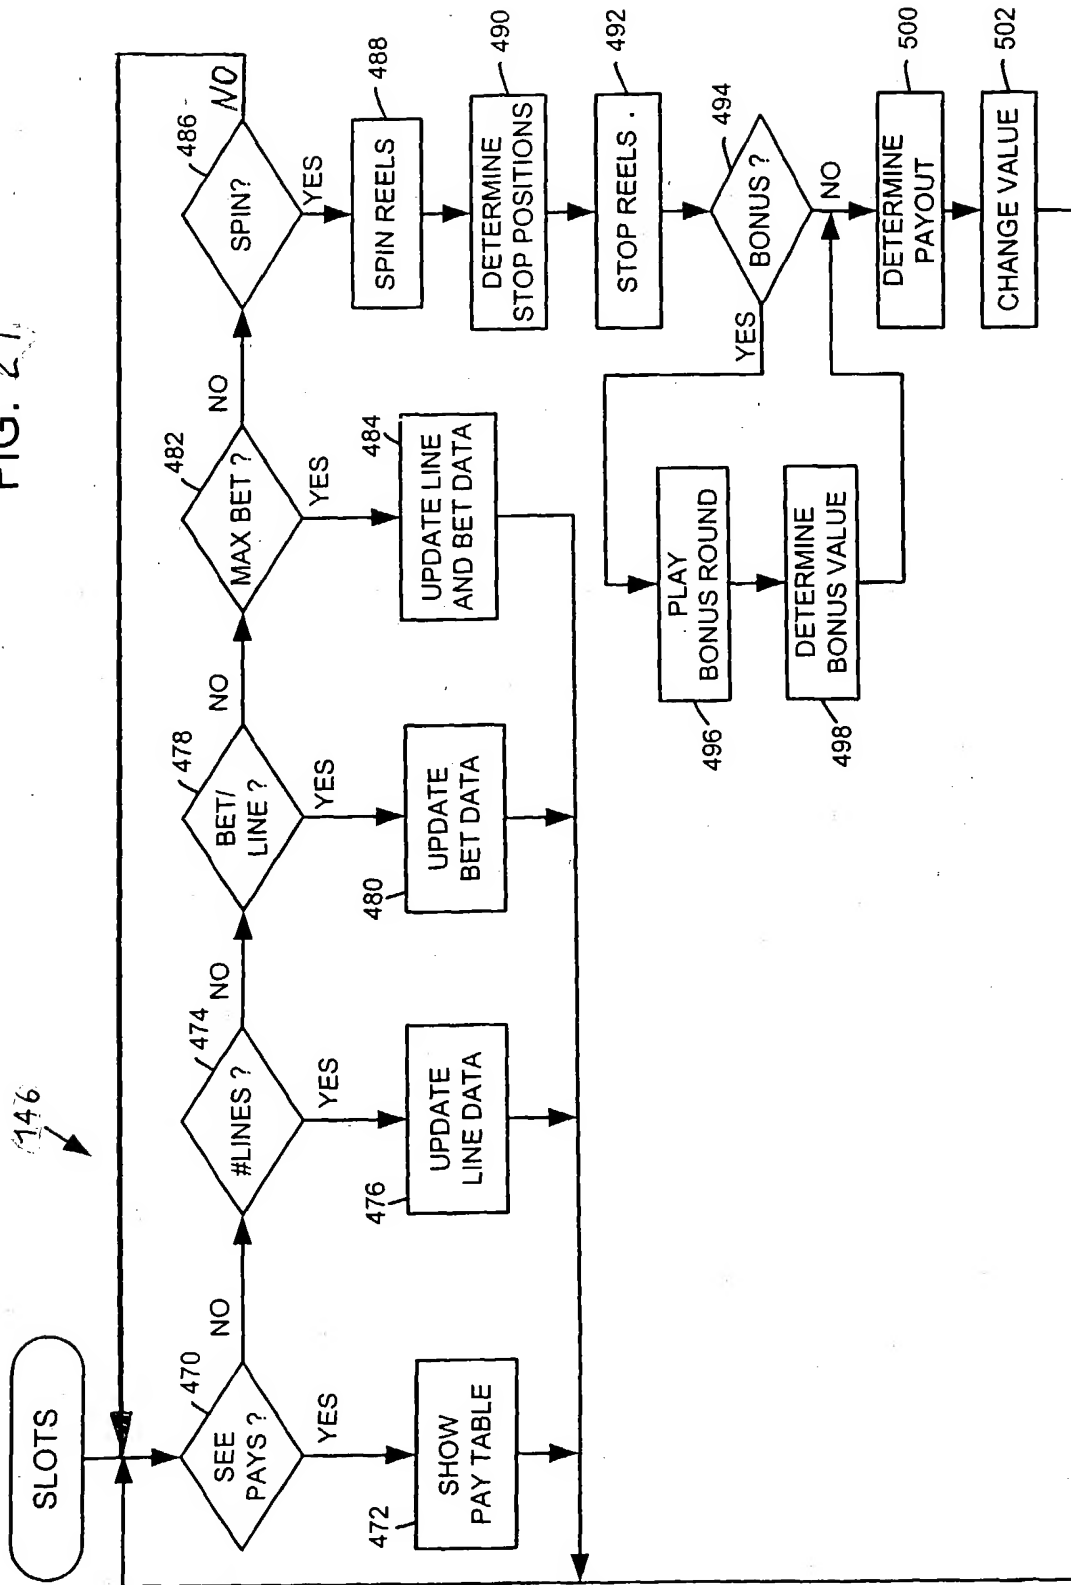 FIG. 21
146
SLOTS
470
SEE
PAYS ?
NO
YES
472
SHOW
PAY TABLE
474
#LINES ?
NO
YES
476
UPDATE
LINE DATA
478
BET/
LINE ?
NO
YES
480
UPDATE
BET DATA
482
MAX BET ?
NO
YES
484
UPDATE LINE
AND BET DATA
486
SPIN?
NO
YES
488
SPIN REELS
490
DETERMINE
STOP POSITIONS
492
STOP REELS .
494
BONUS ?
YES
NO
496
PLAY
BONUS ROUND
498
DETERMINE
BONUS VALUE
500
DETERMINE
PAYOUT
502
CHANGE VALUE